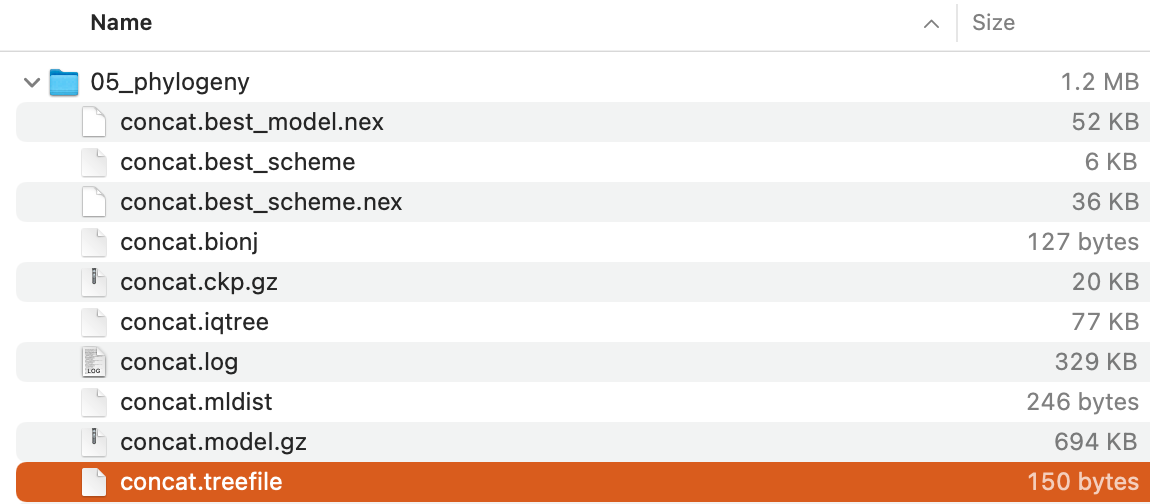 Name Size
05_phylogeny 1.2 MB
concat.best_model.nex 52 KB
concat.best_scheme 6 KB
concat.best_scheme.nex 36 KB
concat.bionj 127 bytes
concat.ckp.gz 20 KB
concat.iqtree 77 KB
LOG concat.log 329 KB
concat.mldist 246 bytes
concat.model.gz 694 KB
concat.treefile 150 bytes